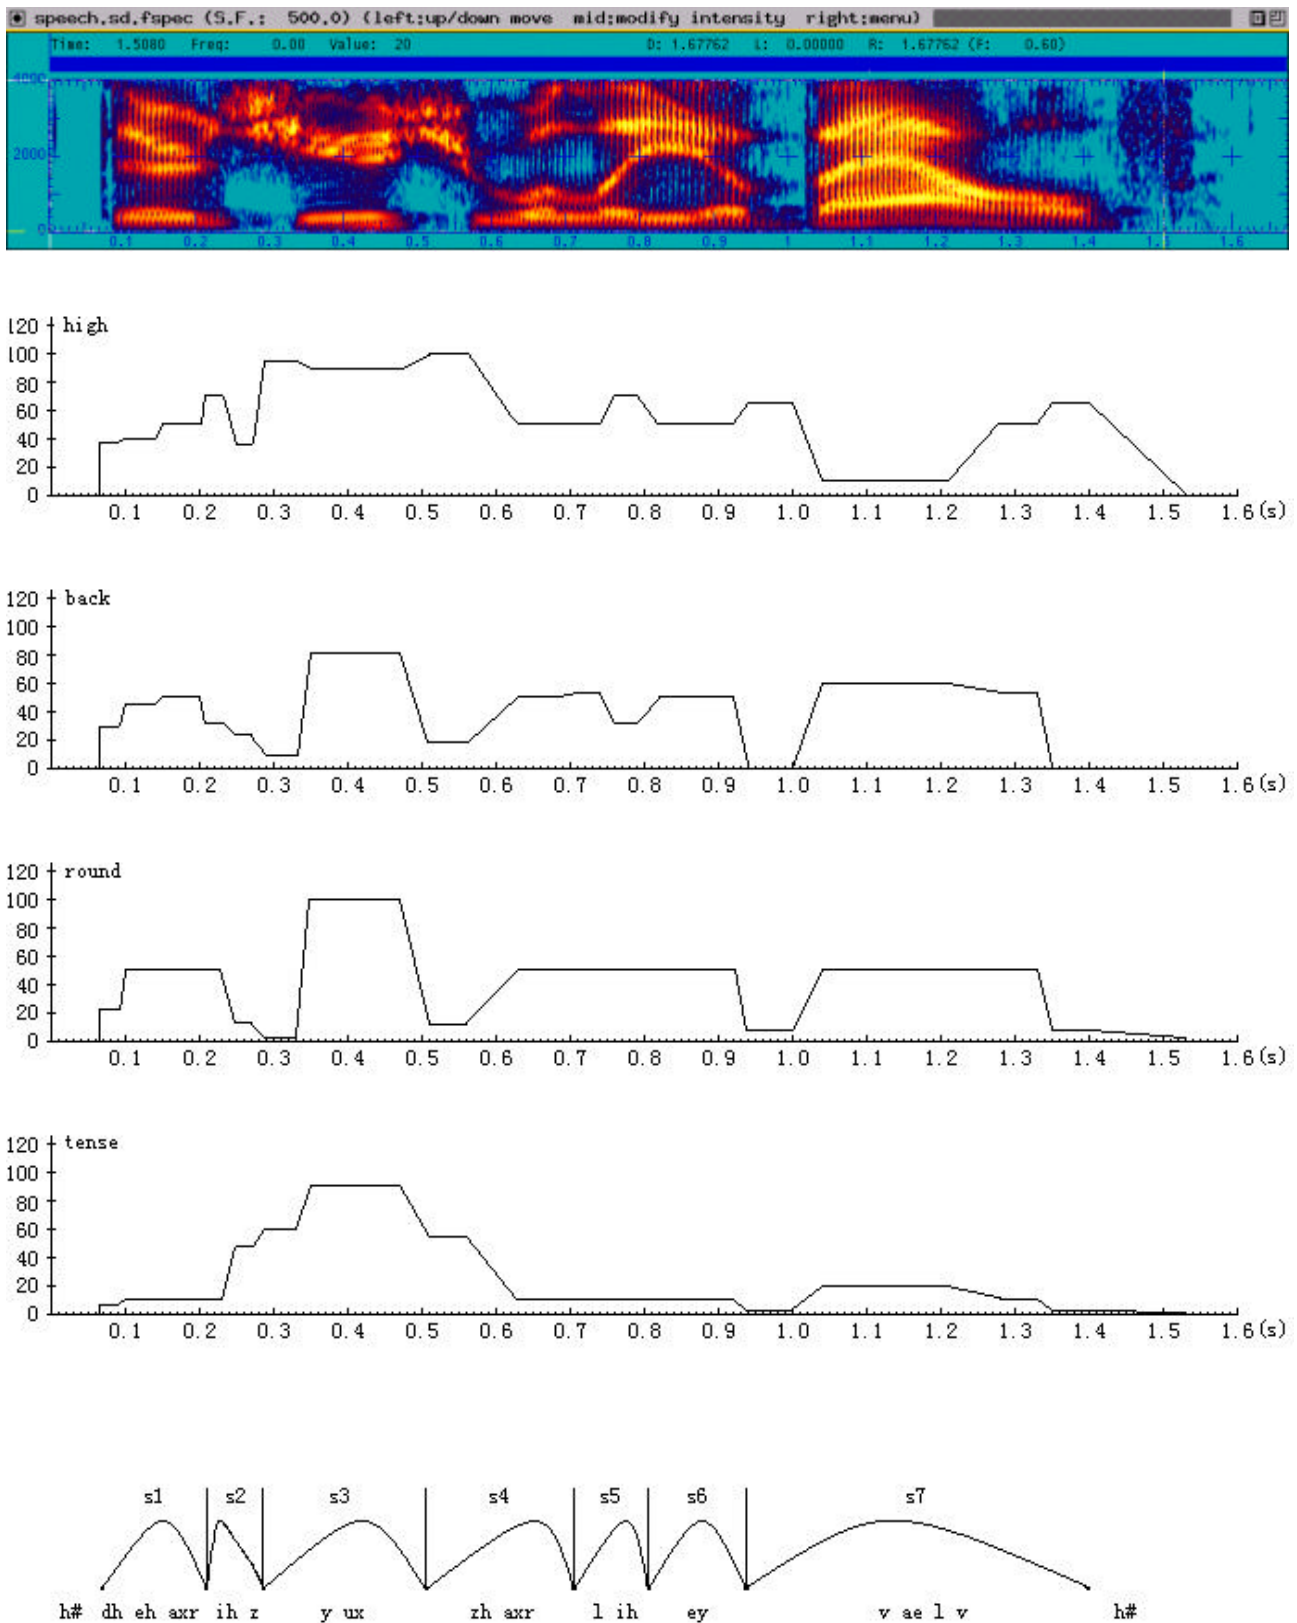 speech.sd.fspec (S.F.: 500.0) (left:up/down move mid:modify intensity right:menu)
Time: 1.5080 Freq: 0.00 Value: 20 D: 1.67762 L: 0.00000 R: 1.67762 (F: 0.60)
4000
2000
0
0.1 0.2 0.3 0.4 0.5 0.6 0.7 0.8 0.9 1 1.1 1.2 1.3 1.4 1.5 1.6
high
120
100
80
60
40
20
0
0.1 0.2 0.3 0.4 0.5 0.6 0.7 0.8 0.9 1.0 1.1 1.2 1.3 1.4 1.5 1.6(s)
back
120
100
80
60
40
20
0
0.1 0.2 0.3 0.4 0.5 0.6 0.7 0.8 0.9 1.0 1.1 1.2 1.3 1.4 1.5 1.6(s)
round
120
100
80
60
40
20
0
0.1 0.2 0.3 0.4 0.5 0.6 0.7 0.8 0.9 1.0 1.1 1.2 1.3 1.4 1.5 1.6(s)
tense
120
100
80
60
40
20
0
0.1 0.2 0.3 0.4 0.5 0.6 0.7 0.8 0.9 1.0 1.1 1.2 1.3 1.4 1.5 1.6(s)
s1 s2 s3 s4 s5 s6 s7
h# dh eh axr ih z y ux zh axr l ih ey v ae l v h#